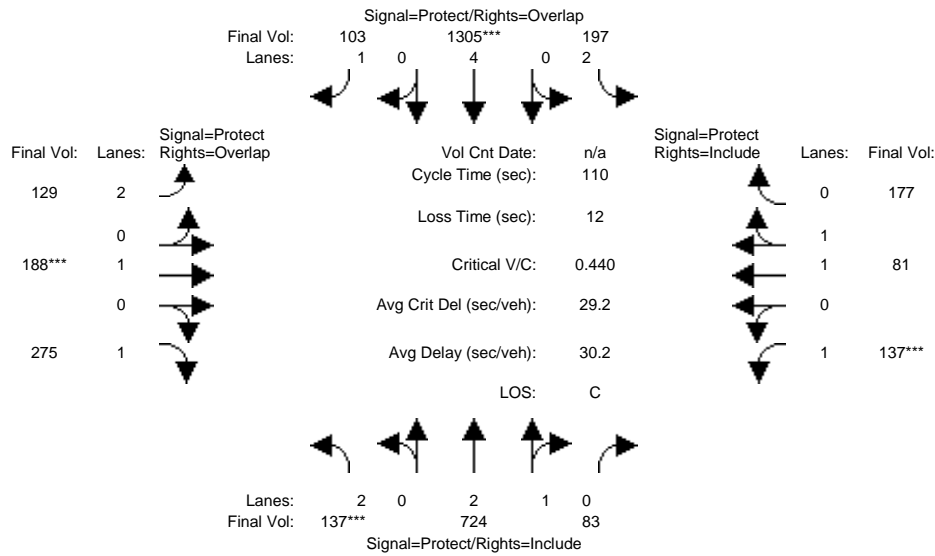 Signal=Protect/Rights=Overlap
Final Vol: 103 1305*** 197
Lanes: 1 0 4 0 2
Signal=Protect Signal=Protect
Final Vol: Lanes: Rights=Overlap Vol Cnt Date: n/a Rights=Include Lanes: Final Vol:
Cycle Time (sec): 110
129 2 0 177
Loss Time (sec): 12
0 1
188*** 1 Critical V/C: 0.440 1 81
0 Avg Crit Del (sec/veh): 29.2 0
275 1 Avg Delay (sec/veh): 30.2 1 137***
LOS: C
Lanes: 2 0 2 1 0
Final Vol: 137*** 724 83
Signal=Protect/Rights=Include